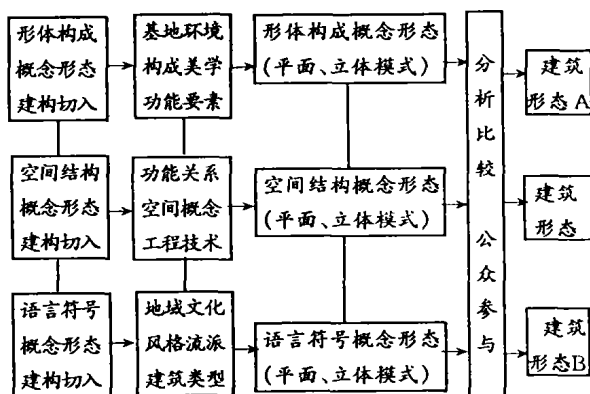 形体构成
概念形态
建构切入
基地环境
构成美学
功能要素
形体构成概念形态
(平面、立体模式)
空间结构
概念形态
建构切入
功能关系
空间概念
工程技术
空间结构概念形态
(平面、立体模式)
语言符号
概念形态
建构切入
地域文化
风格流派
建筑类型
语言符号概念形态
(平面、立体模式)
分析比较 公众参与
建筑
形态A
建筑
形态
建筑
形态B